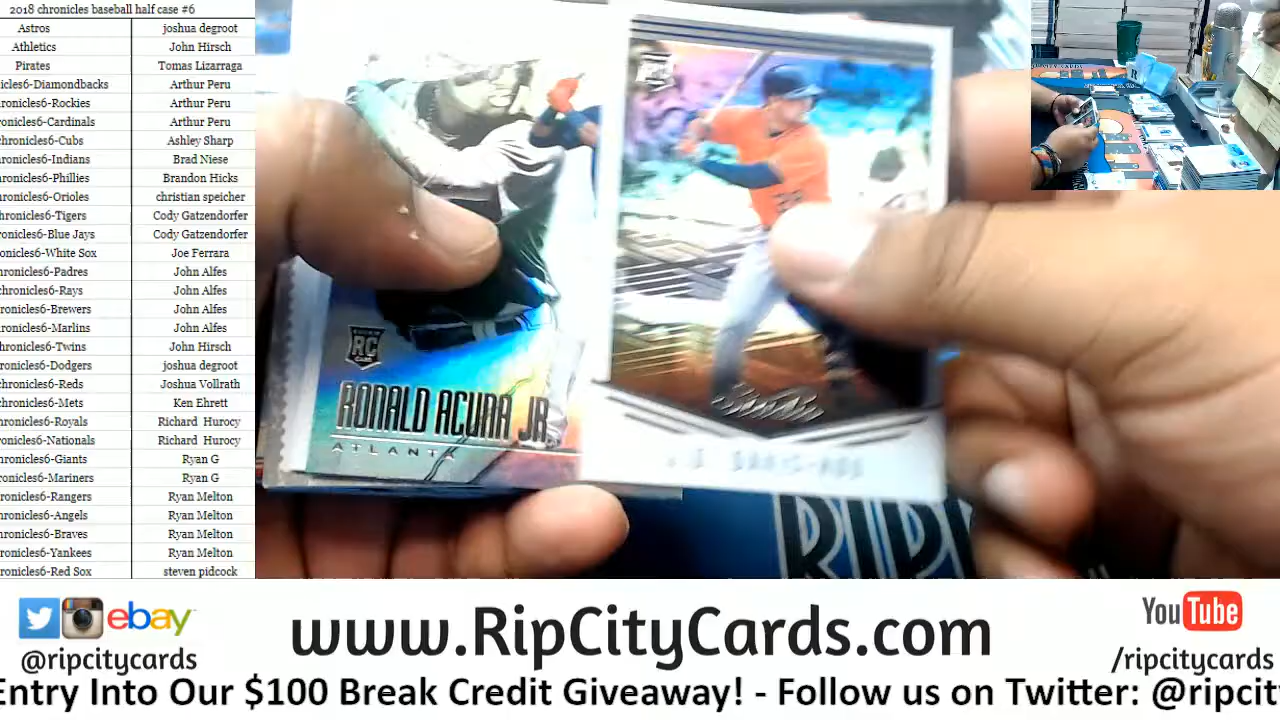 2018 chronicles baseball half case #6
Astros joshua degroot
Athletics John Hirsch
Pirates Tomas Lizarraga
icles6-Diamondbacks Arthur Peru
ronicles6-Rockies Arthur Peru
ronicles6-Cardinals Arthur Peru
hronicles6-Cubs Ashley Sharp
ronicles6-Indians Brad Niese
ronicles6-Phillies Brandon Hicks
ronicles6-Orioles christian speicher
hronicles6-Tigers Cody Gatzendorfer
ronicles6-Blue Jays Cody Gatzendorfer
onicles6-White Sox Joe Ferrara
ronicles6-Padres John Alfes
hronicles6-Rays John Alfes
ronicles6-Brewers John Alfes
ronicles6-Marlins John Alfes
hronicles6-Twins John Hirsch
ronicles6-Dodgers joshua degroot
hronicles6-Reds Joshua Vollrath
hronicles6-Mets Ken Ehrett
ronicles6-Royals Richard Hurocy
onicles6-Nationals Richard Hurocy
hronicles6-Giants Ryan G
onicles6-Mariners Ryan G
ronicles6-Rangers Ryan Melton
ronicles6-Angels Ryan Melton
hronicles6-Braves Ryan Melton
ronicles6-Yankees Ryan Melton
ronicles6-Red Sox steven pidcock
RC
RONALD ACUNA JR.
ATLANTA
RIP
ebay
@ripcitycards
www.RipCityCards.com
YouTube
/ripcitycards
Entry Into Our $100 Break Credit Giveaway! - Follow us on Twitter: @ripcit